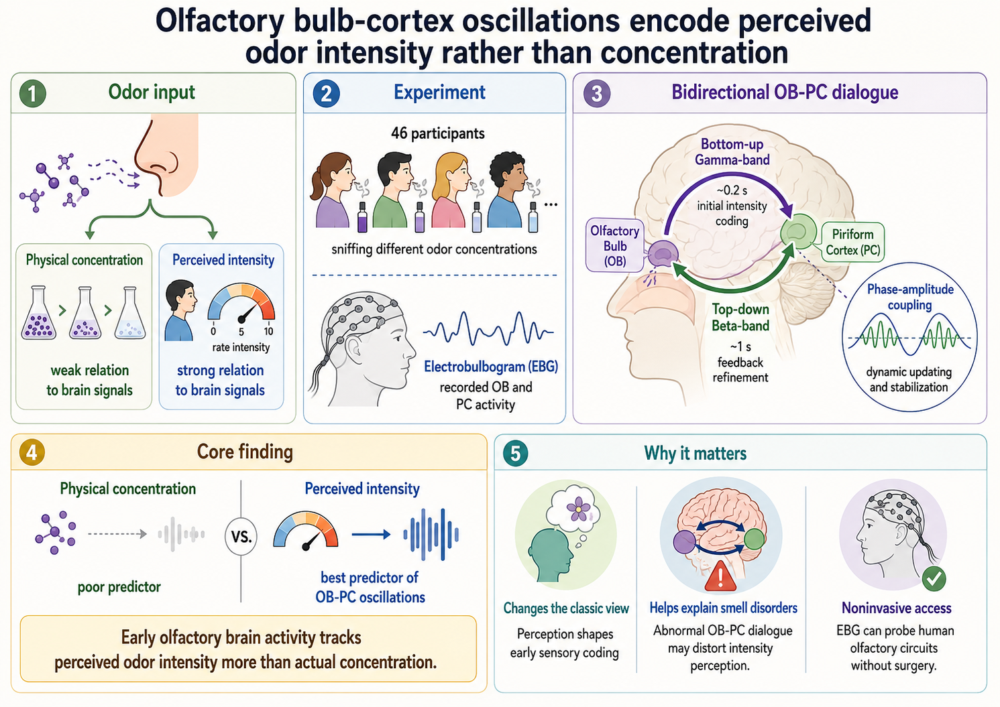 Olfactory bulb-cortex oscillations encode perceived
odor intensity rather than concentration
1
Odor input
Physical concentration
>
>
weak relation
to brain signals
Perceived intensity
0
5
10
rate intensity
strong relation
to brain signals
2
Experiment
46 participants
...
sniffing different odor concentrations
Electrobulbogram (EBG)
recorded OB and
PC activity
3
Bidirectional OB-PC dialogue
Bottom-up
Gamma-band
~0.2 s
initial intensity
coding
Olfactory
Bulb
(OB)
Piriform
Cortex (PC)
Top-down
Beta-band
~1 s
feedback
refinement
Phase-amplitude
coupling
dynamic updating
and stabilization
4
Core finding
Physical concentration
poor predictor
VS.
Perceived intensity
best predictor of
OB-PC oscillations
Early olfactory brain activity tracks
perceived odor intensity more than actual concentration.
5
Why it matters
Changes the classic view
Perception shapes
early sensory coding
!
Helps explain smell disorders
Abnormal OB-PC dialogue
may distort intensity
perception.
Noninvasive access
EBG can probe human
olfactory circuits
without surgery.